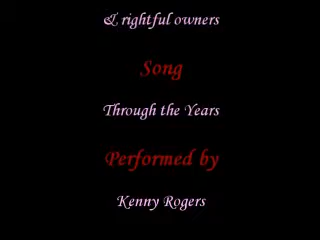 & rightful owners
Song
Through the Years
Performed by
Kenny Rogers